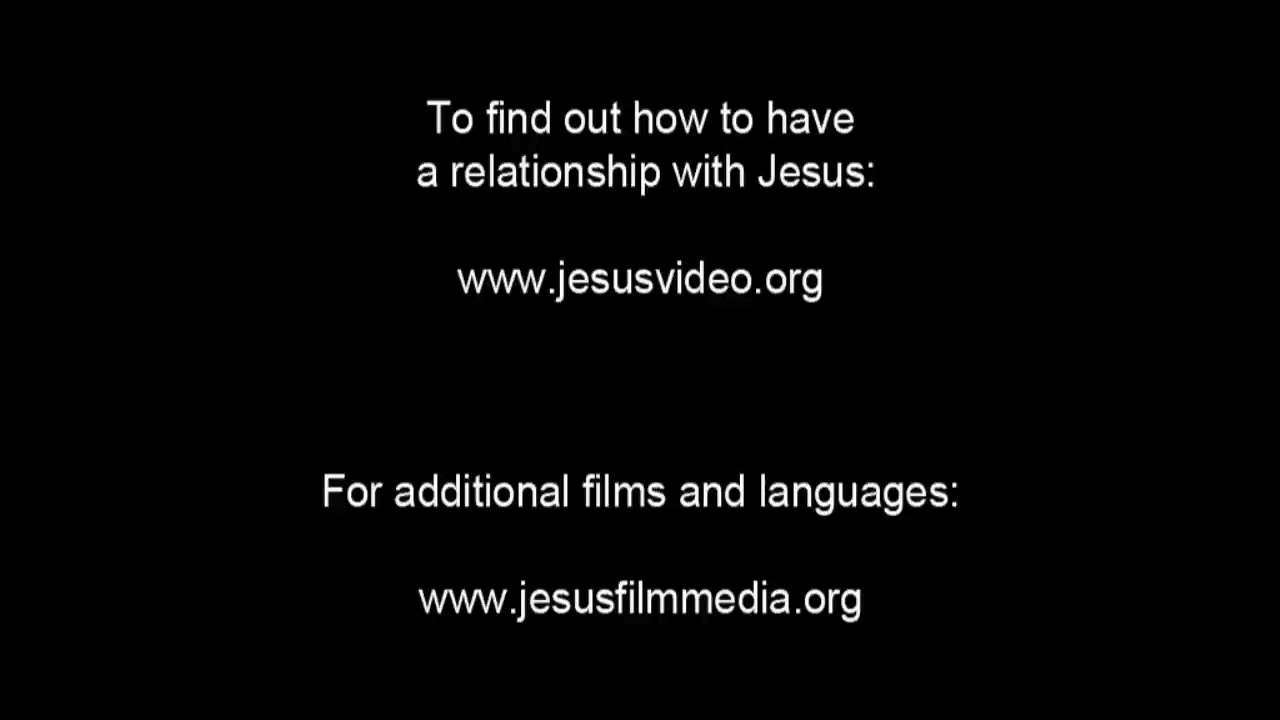 To find out how to have
a relationship with Jesus:
www.jesusvideo.org
For additional films and languages:
www.jesusfilmmedia.org